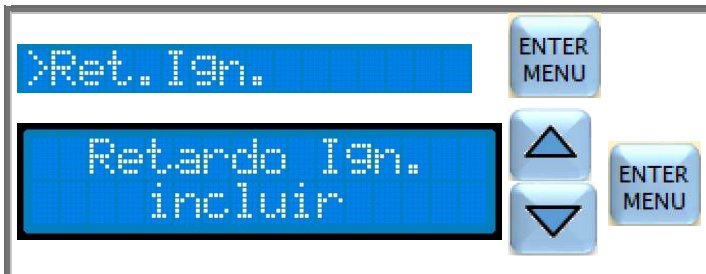 >Ret.Ign.
ENTER
MENU
Retardo Ign.
incluir
ENTER
MENU